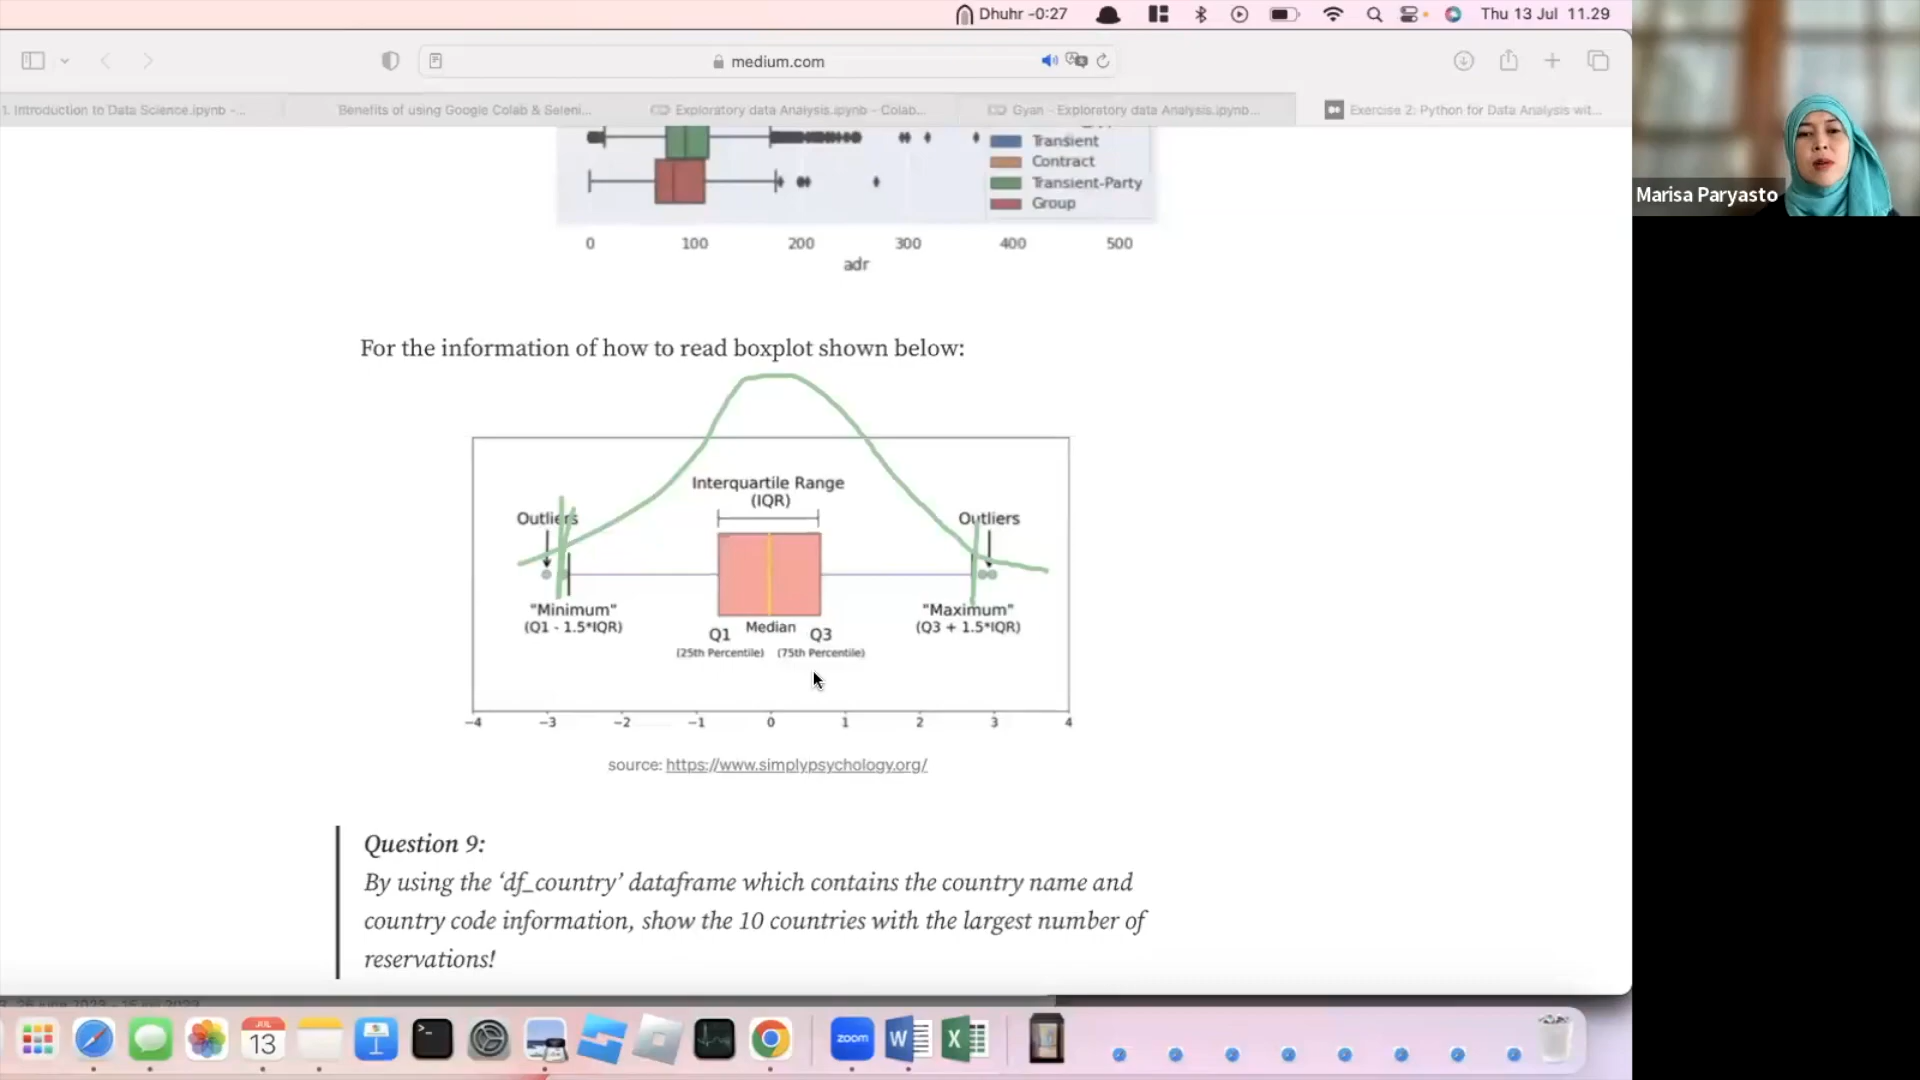 Dhuhr -0:27
Thu 13 Jul 11.29
medium.com
1. Introduction to Data Science.ipynb -...
Benefits of using Google Colab & Seleni...
Exploratory data Analysis.ipynb - Colab...
Gyan - Exploratory data Analysis.ipynb...
Exercise 2: Python for Data Analysis wit...
Transient
Contract
Transient-Party
Group
0 100 200 300 400 500
adr
Marisa Paryasto
For the information of how to read boxplot shown below:
Interquartile Range
(IQR)
Outliers
Outliers
"Minimum"
(Q1 - 1.5*IQR)
"Maximum"
(Q3 + 1.5*IQR)
Q1 Median Q3
(25th Percentile) (75th Percentile)
−4 −3 −2 −1 0 1 2 3 4
source: https://www.simplypsychology.org/
Question 9:
By using the ‘df_country’ dataframe which contains the country name and
country code information, show the 10 countries with the largest number of
reservations!
JUL
13
zoom
W
X